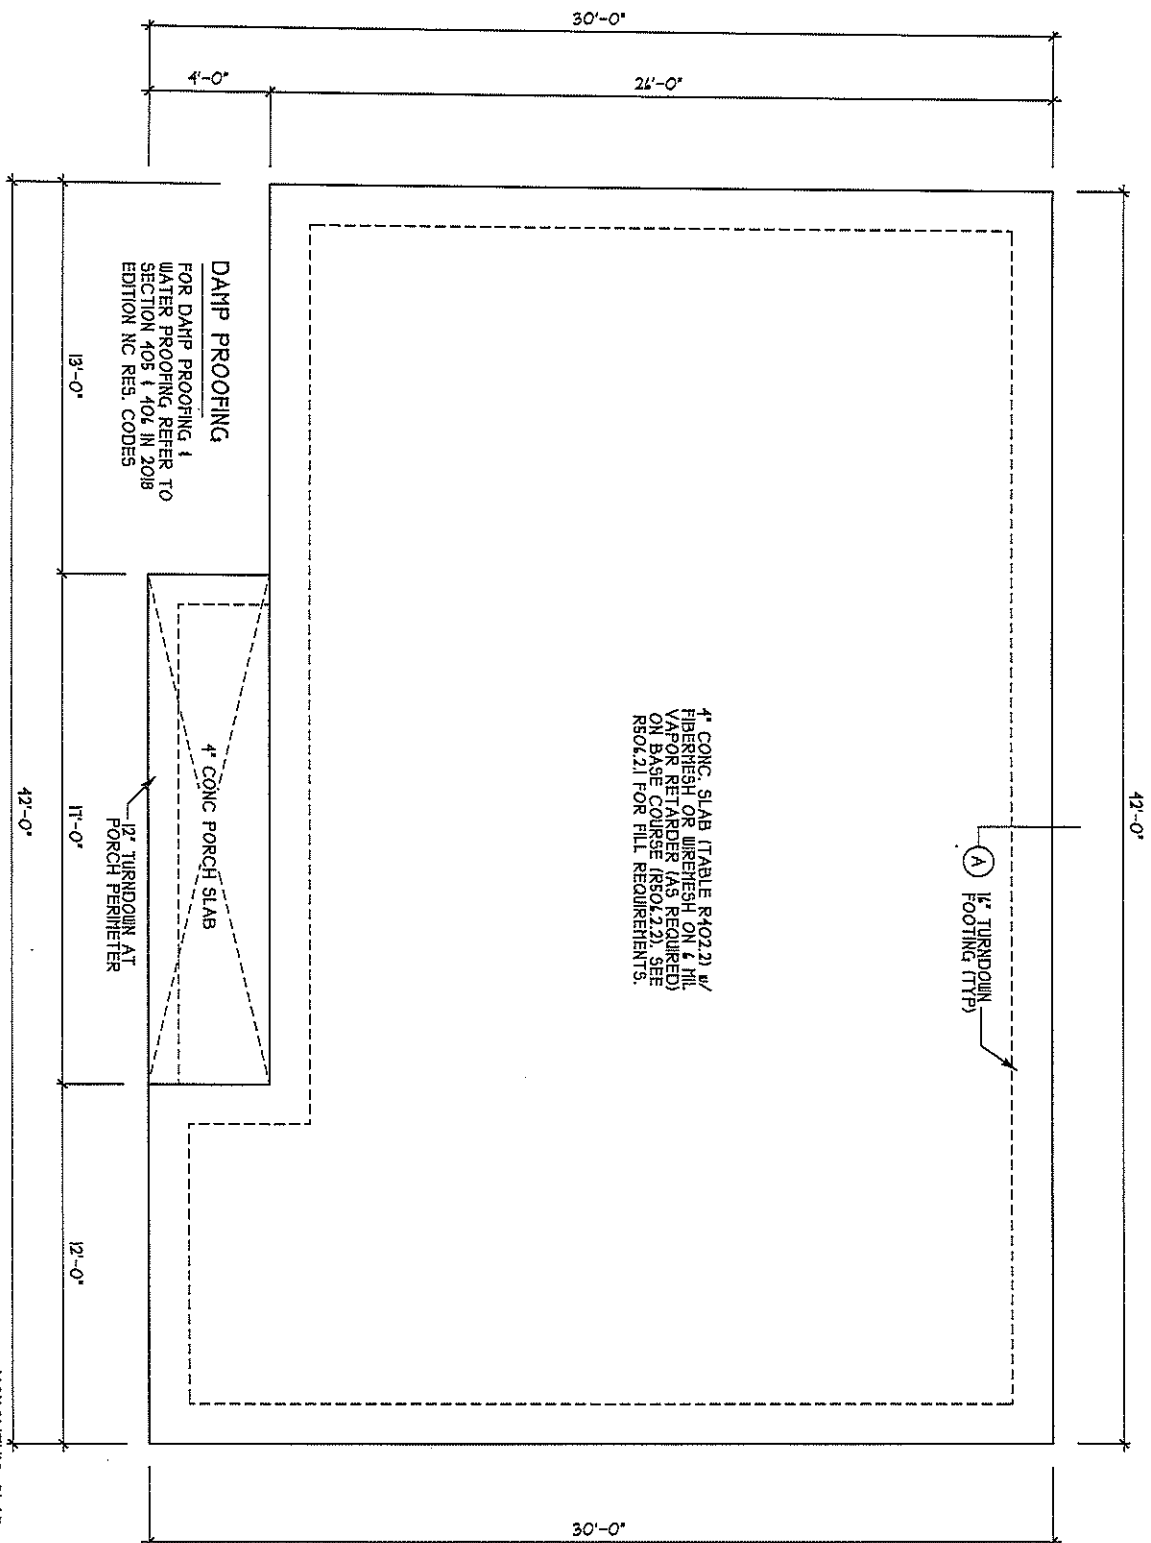 42'-0"
30'-0"
4'-0"
26'-0"
A
16" TURNDOWN
FOOTING (TYP)
4" CONC. SLAB (TABLE R402.2) w/
FIBERMESH OR WIREMESH ON 6 MIL
VAPOR RETARDER (AS REQUIRED)
ON BASE COURSE (R506.2.2). SEE
R506.2.1 FOR FILL REQUIREMENTS.
30'-0"
DAMP PROOFING
FOR DAMP PROOFING &
WATER PROOFING REFER TO
SECTION 405 & 406 IN 2018
EDITION NC RES. CODES
4" CONC PORCH SLAB
12" TURNDOWN AT
PORCH PERIMETER
13'-0"
17'-0"
12'-0"
42'-0"